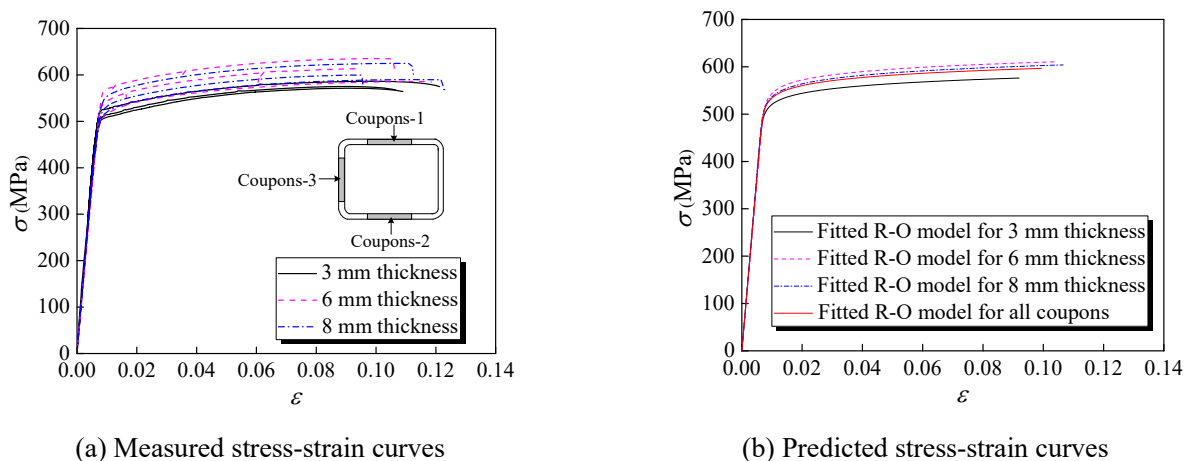 700
600
500
400
300
200
100
0
σ (MPa)
Coupons-1
Coupons-3
Coupons-2
3 mm thickness
6 mm thickness
8 mm thickness
0.00 0.02 0.04 0.06 0.08 0.10 0.12 0.14
ε
(a) Measured stress-strain curves
700
600
500
400
300
200
100
0
σ (MPa)
Fitted R-O model for 3 mm thickness
Fitted R-O model for 6 mm thickness
Fitted R-O model for 8 mm thickness
Fitted R-O model for all coupons
0.00 0.02 0.04 0.06 0.08 0.10 0.12 0.14
ε
(b) Predicted stress-strain curves